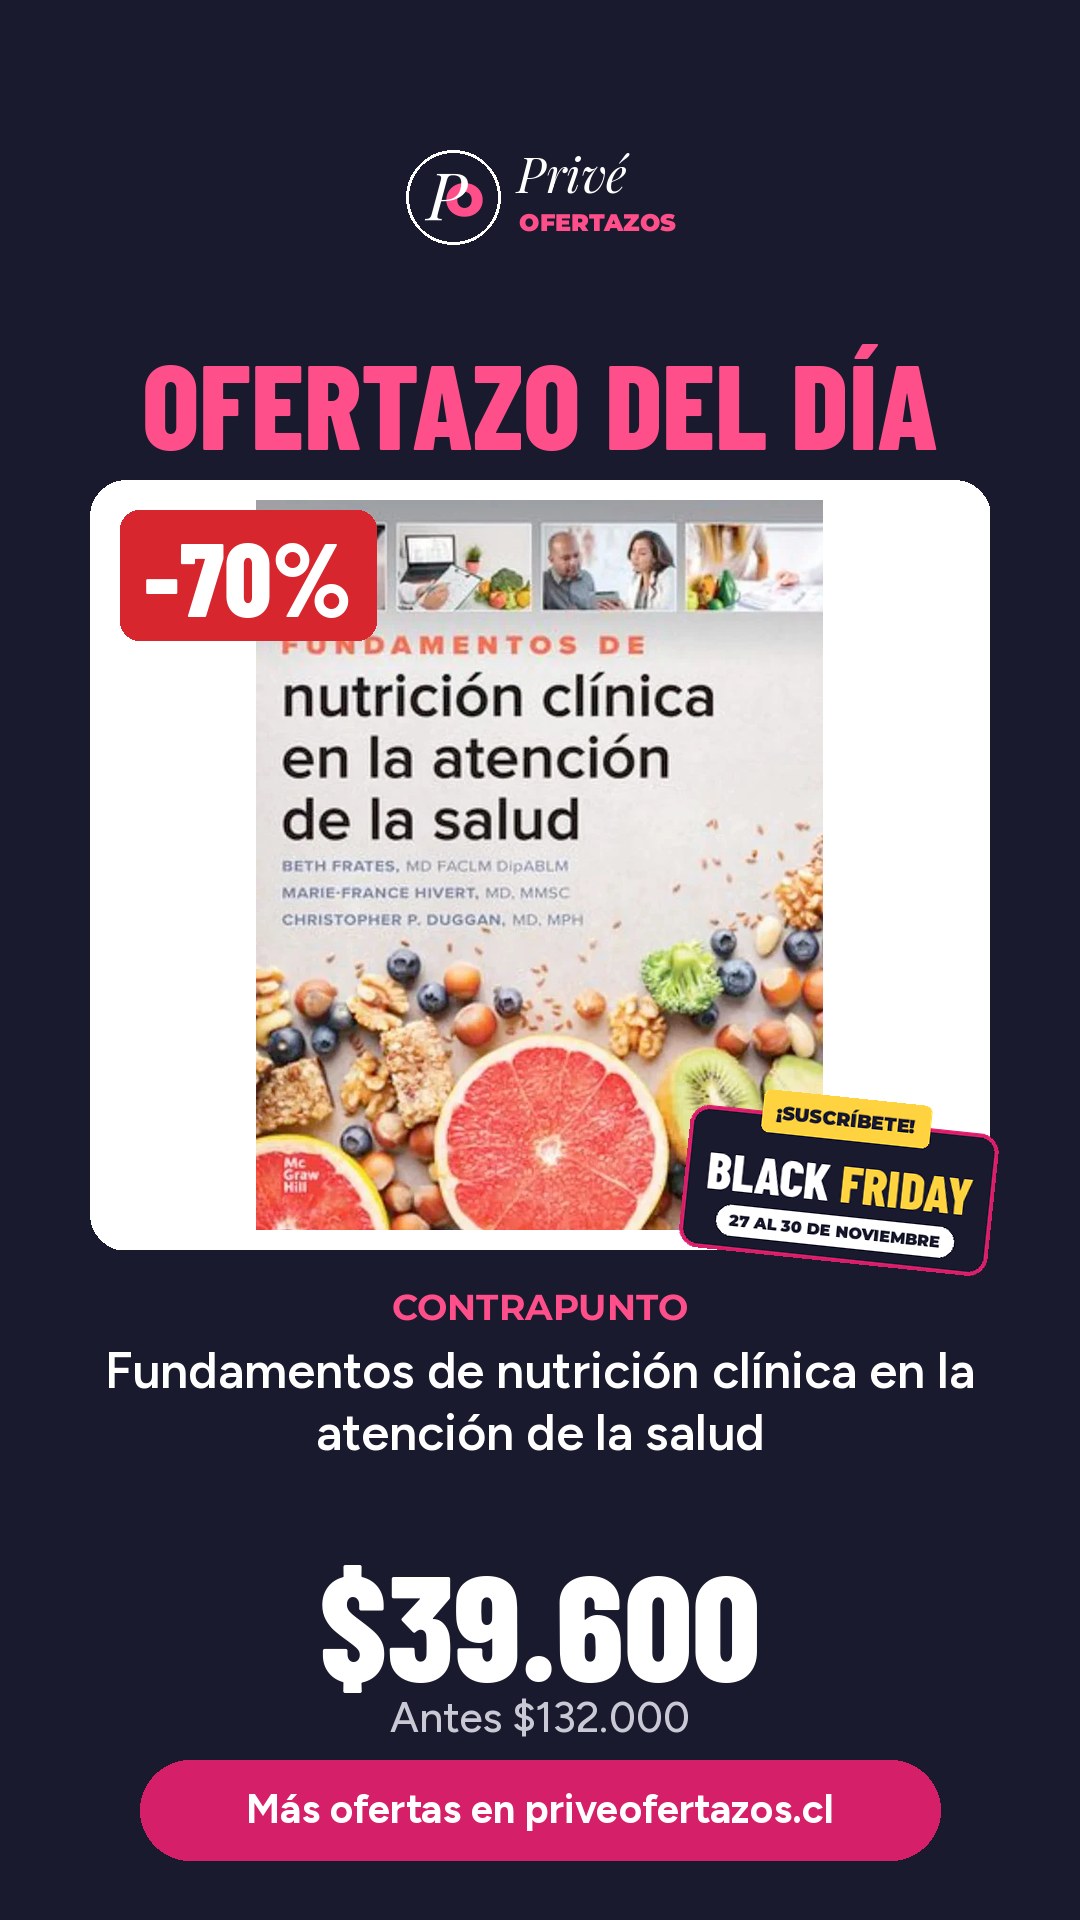 Po
Privé
OFERTAZOS
OFERTAZO DEL DÍA
-70%
FUNDAMENTOS DE
nutrición clínica
en la atención
de la salud
BETH FRATES, MD FACLM DipABLM
MARIE-FRANCE HIVERT, MD, MMSC
CHRISTOPHER P. DUGGAN, MD, MPH
Mc
Graw
Hill
¡SUSCRÍBETE!
BLACK FRIDAY
27 AL 30 DE NOVIEMBRE
CONTRAPUNTO
Fundamentos de nutrición clínica en la
atención de la salud
$39.600
Antes $132.000
Más ofertas en priveofertazos.cl